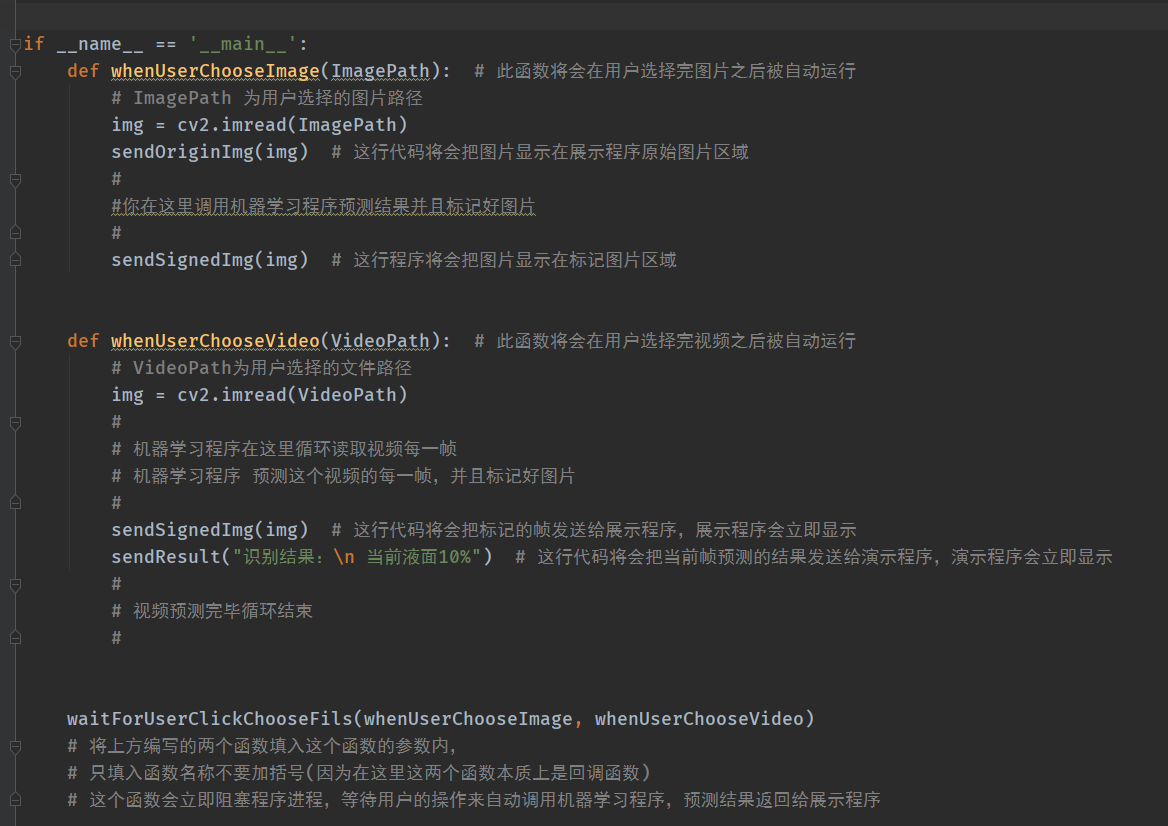 if __name__ == '__main__':
def whenUserChooseImage(ImagePath):  # 此函数将会在用户选择完图片之后被自动运行
# ImagePath 为用户选择的图片路径
img = cv2.imread(ImagePath)
sendOriginImg(img)  # 这行代码将会把图片显示在展示程序原始图片区域
#
#你在这里调用机器学习程序预测结果并且标记好图片
#
sendSignedImg(img)  # 这行程序将会把图片显示在标记图片区域
def whenUserChooseVideo(VideoPath):  # 此函数将会在用户选择完视频之后被自动运行
# VideoPath为用户选择的文件路径
img = cv2.imread(VideoPath)
#
# 机器学习程序在这里循环读取视频每一帧
# 机器学习程序 预测这个视频的每一帧，并且标记好图片
#
sendSignedImg(img)  # 这行代码将会把标记的帧发送给展示程序，展示程序会立即显示
sendResult("识别结果：\n 当前液面10%")  # 这行代码将会把当前帧预测的结果发送给演示程序，演示程序会立即显示
#
# 视频预测完毕循环结束
#
waitForUserClickChooseFils(whenUserChooseImage, whenUserChooseVideo)
# 将上方编写的两个函数填入这个函数的参数内，
# 只填入函数名称不要加括号(因为在这里这两个函数本质上是回调函数)
# 这个函数会立即阻塞程序进程，等待用户的操作来自动调用机器学习程序，预测结果返回给展示程序